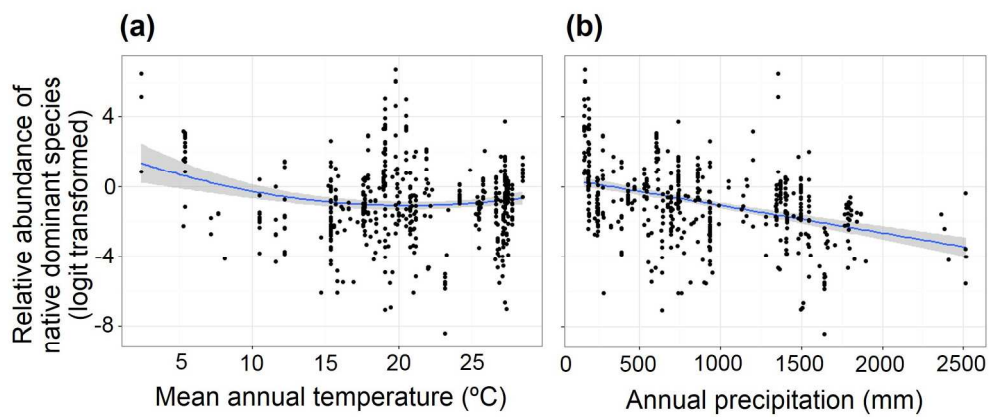 (a)
(b)
Relative abundance of
native dominant species
(logit transformed)
4
0
-4
-8
5
10
15
20
25
0
500
1000
1500
2000
2500
Mean annual temperature (ºC)
Annual precipitation (mm)